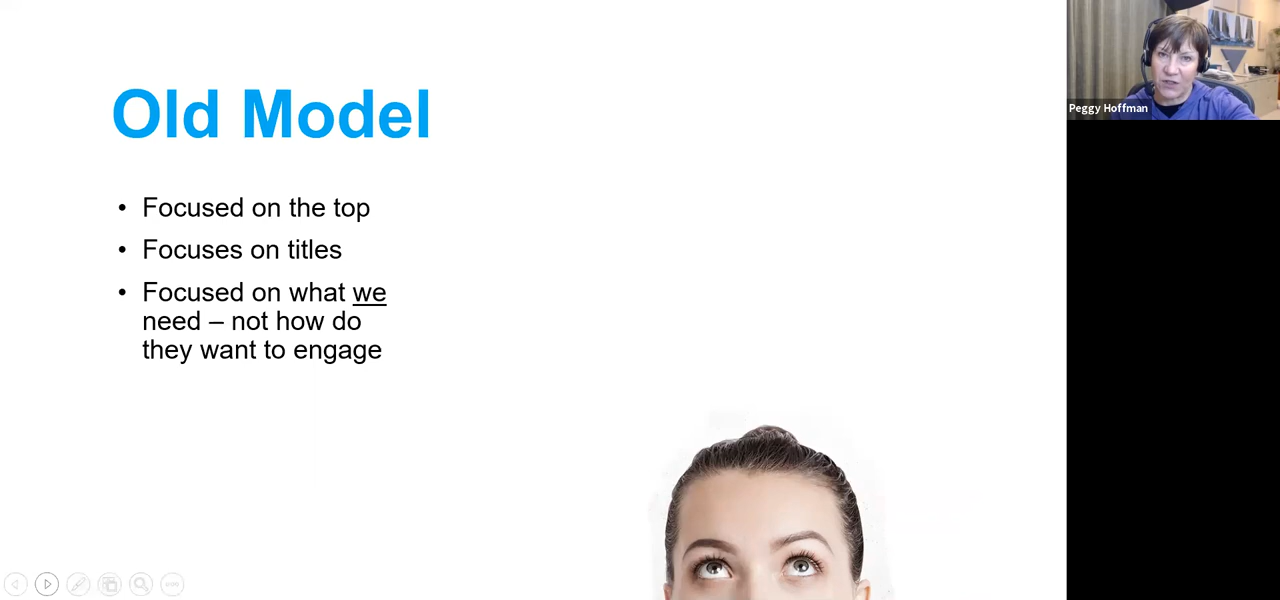 Old Model
• Focused on the top
• Focuses on titles
• Focused on what we
need – not how do
they want to engage
Peggy Hoffman